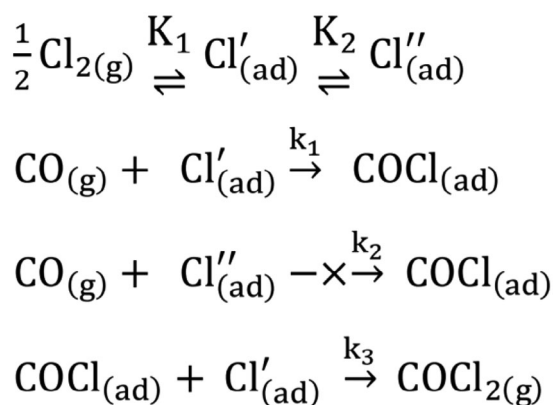 ½Cl₂(g) K₁ ⇌ Cl′(ad) K₂ ⇌ Cl″(ad)
CO(g) + Cl′(ad) k₁ → COCl(ad)
CO(g) + Cl″(ad) −× k₂ → COCl(ad)
COCl(ad) + Cl′(ad) k₃ → COCl₂(g)